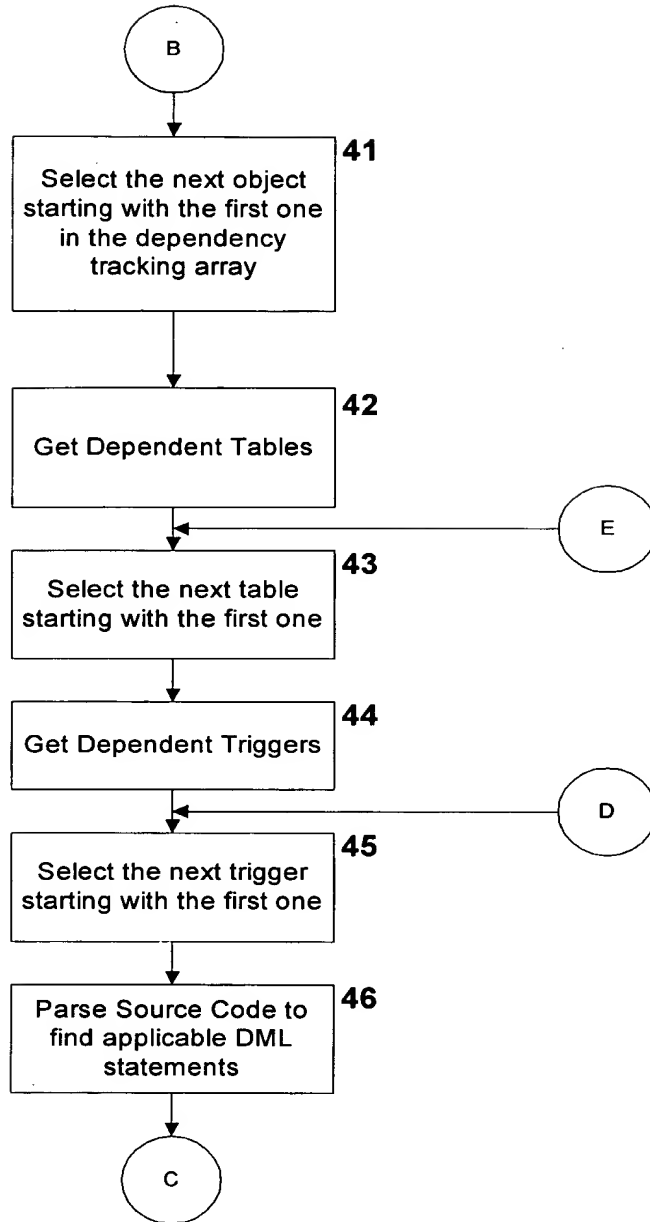 B
41
Select the next object
starting with the first one
in the dependency
tracking array
42
Get Dependent Tables
E
43
Select the next table
starting with the first one
44
Get Dependent Triggers
D
45
Select the next trigger
starting with the first one
46
Parse Source Code to
find applicable DML
statements
C